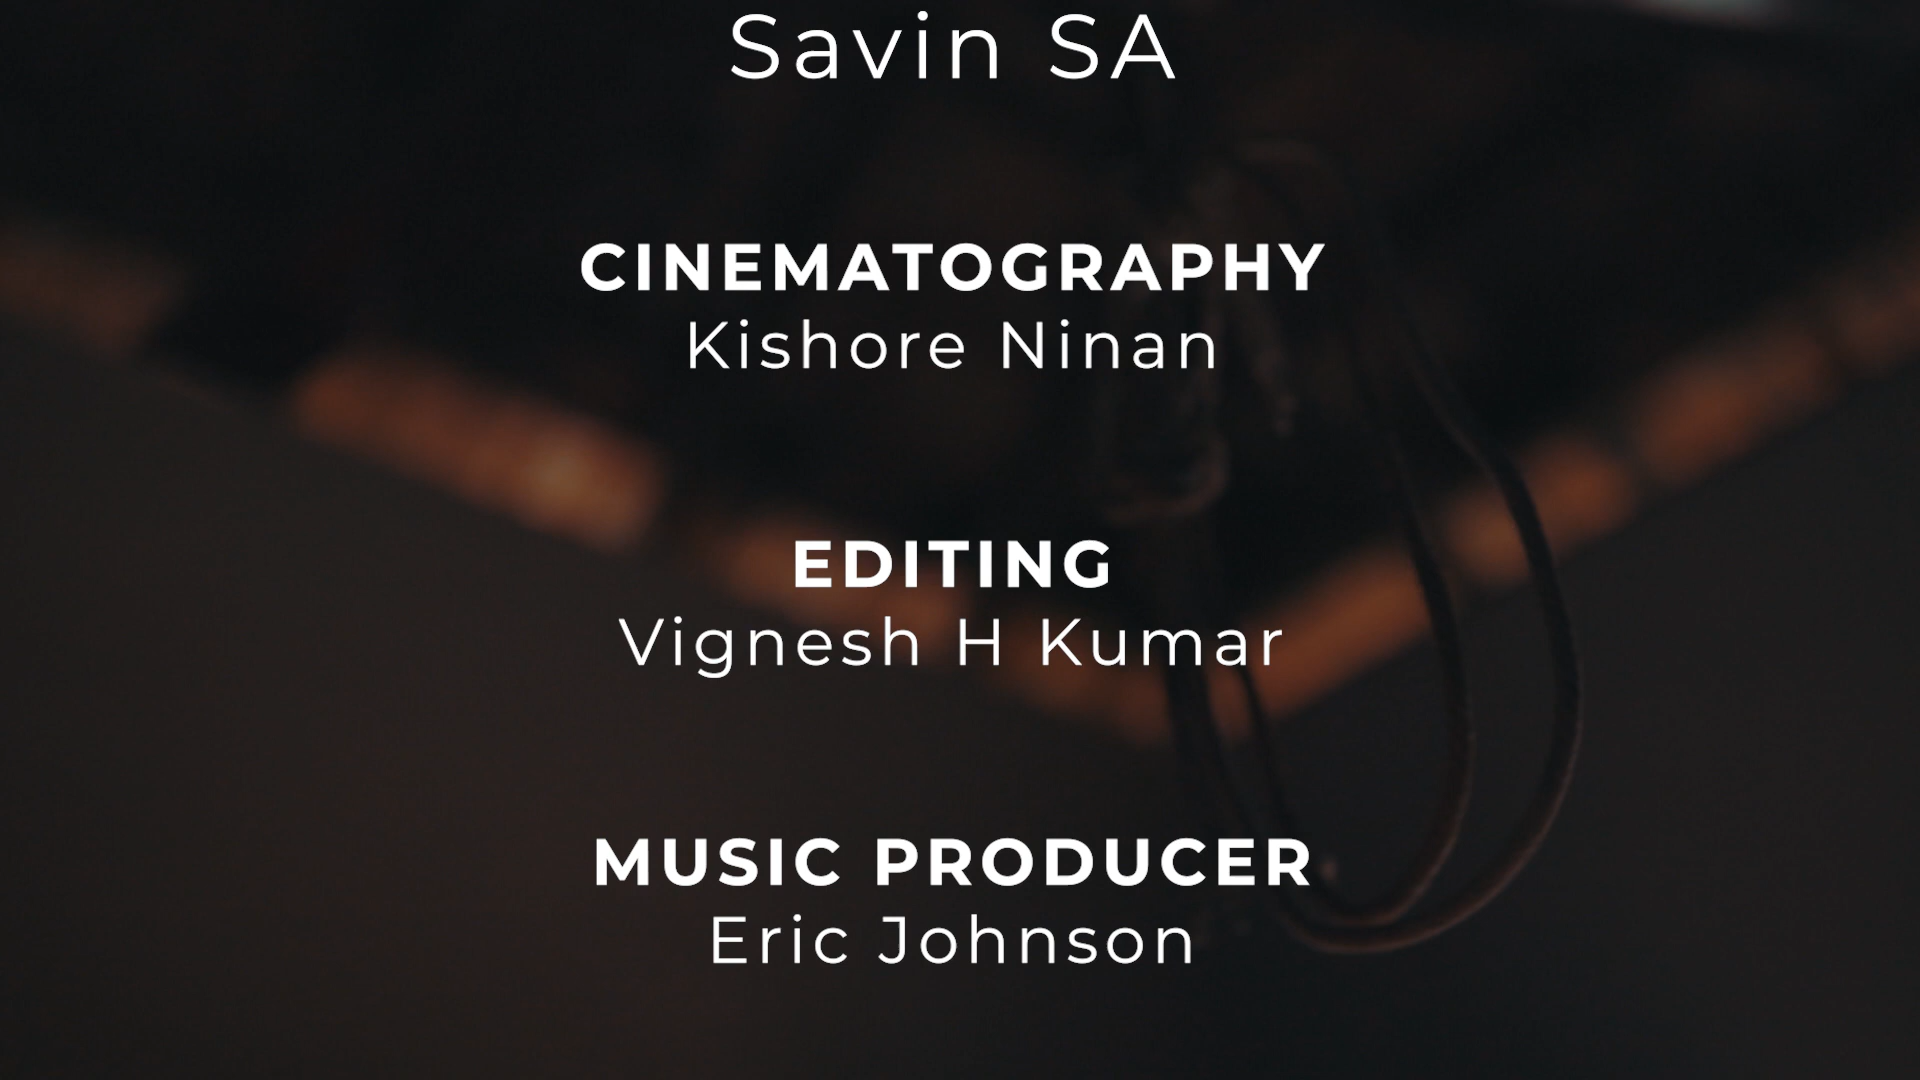 Savin SA
CINEMATOGRAPHY
Kishore Ninan
EDITING
Vignesh H Kumar
MUSIC PRODUCER
Eric Johnson